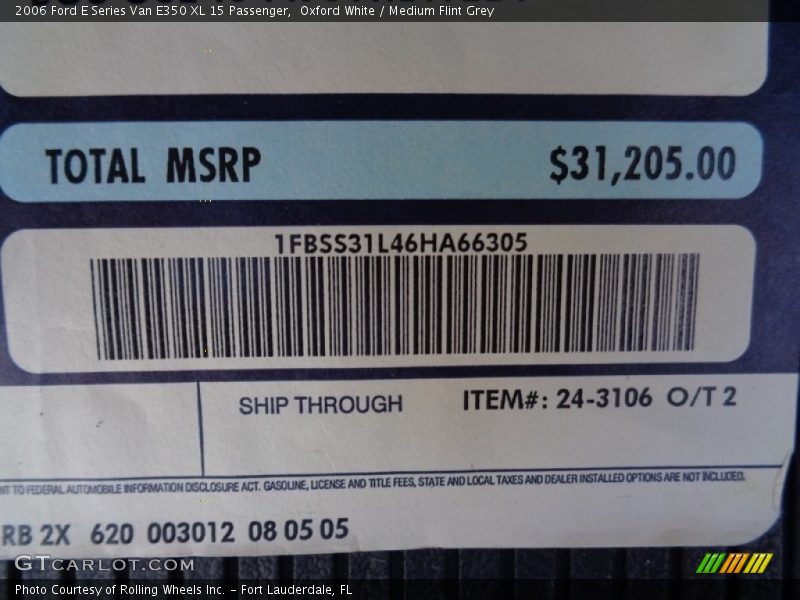 2006 Ford E Series Van E350 XL 15 Passenger, Oxford White / Medium Flint Grey
TOTAL MSRP $31,205.00
1FBSS31L46HA66305
SHIP THROUGH ITEM#: 24-3106 O/T 2
NT TO FEDERAL AUTOMOBILE INFORMATION DISCLOSURE ACT. GASOLINE, LICENSE AND TITLE FEES, STATE AND LOCAL TAXES AND DEALER INSTALLED OPTIONS ARE NOT INCLUDED.
RB 2X 620 003012 08 05 05
GTCARLOT.COM
Photo Courtesy of Rolling Wheels Inc. – Fort Lauderdale, FL